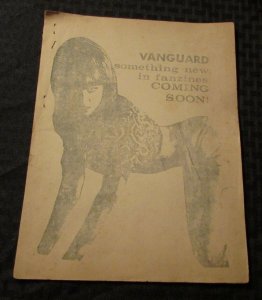 VANGUARD
something new
in fanzines
COMING
SOON!